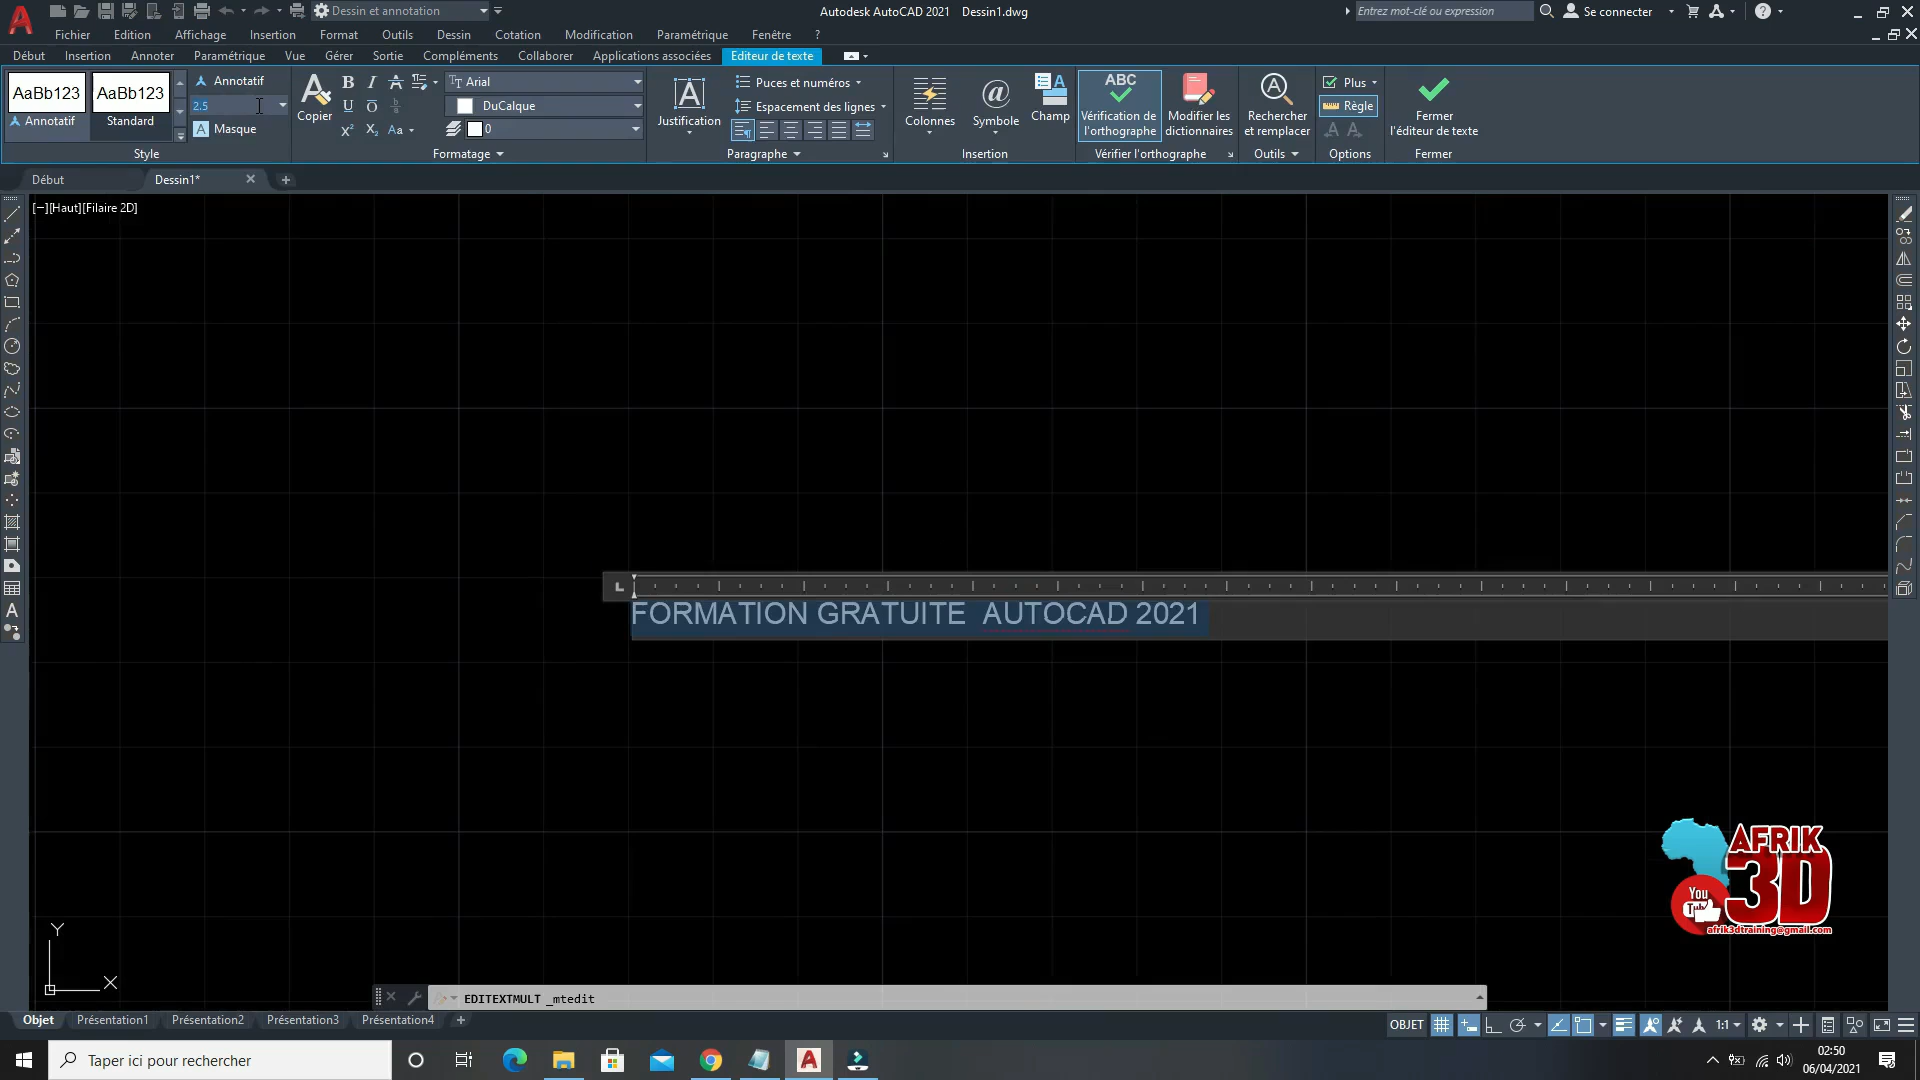 Dessin et annotation
Autodesk AutoCAD 2021 Dessin1.dwg
Entrez mot-clé ou expression
Se connecter
Fichier Edition Affichage Insertion Format Outils Dessin Cotation Modification Paramétrique Fenêtre ?
Début Insertion Annoter Paramétrique Vue Gérer Sortie Compléments Collaborer Applications associées Editeur de texte
AaBb123 AaBb123
Annotatif Standard
Annotatif
2.5
Masque
Style
Copier
Arial
DuCalque
0
Formatage
Justification
Puces et numéros
Espacement des lignes
Paragraphe
Colonnes
Symbole
Champ
Insertion
ABC
Vérification de
l'orthographe
Modifier les
dictionnaires
Vérifier l'orthographe
Rechercher
et remplacer
Outils
Plus
Règle
Options
Fermer
l'éditeur de texte
Fermer
Début Dessin1*
[−][Haut][Filaire 2D]
FORMATION GRATUITE AUTOCAD 2021
AFRIK
3D
You
Tube
afrik3dtraining@gmail.com
Y
X
EDITEXTMULT _mtedit
Objet Présentation1 Présentation2 Présentation3 Présentation4 +
OBJET
1:1
Taper ici pour rechercher
02:50
06/04/2021